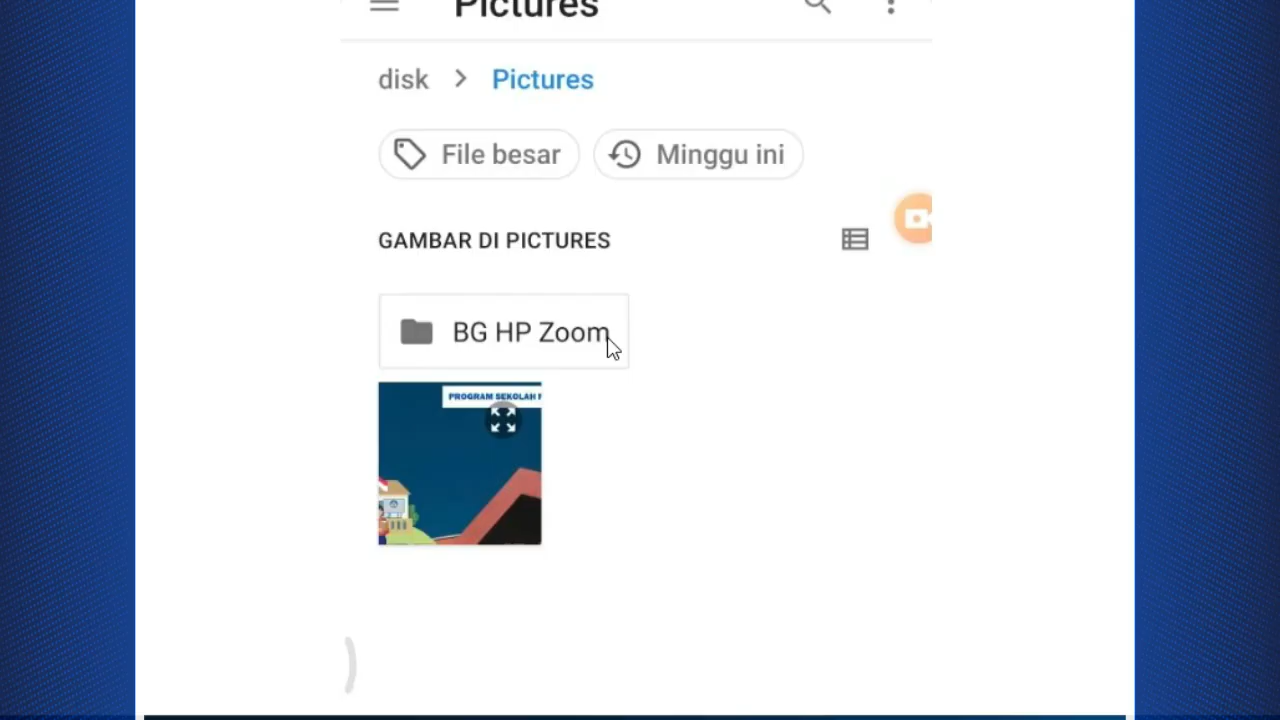 Pictures
disk > Pictures
File besar
Minggu ini
GAMBAR DI PICTURES
BG HP Zoom
PROGRAM SEKOLAH